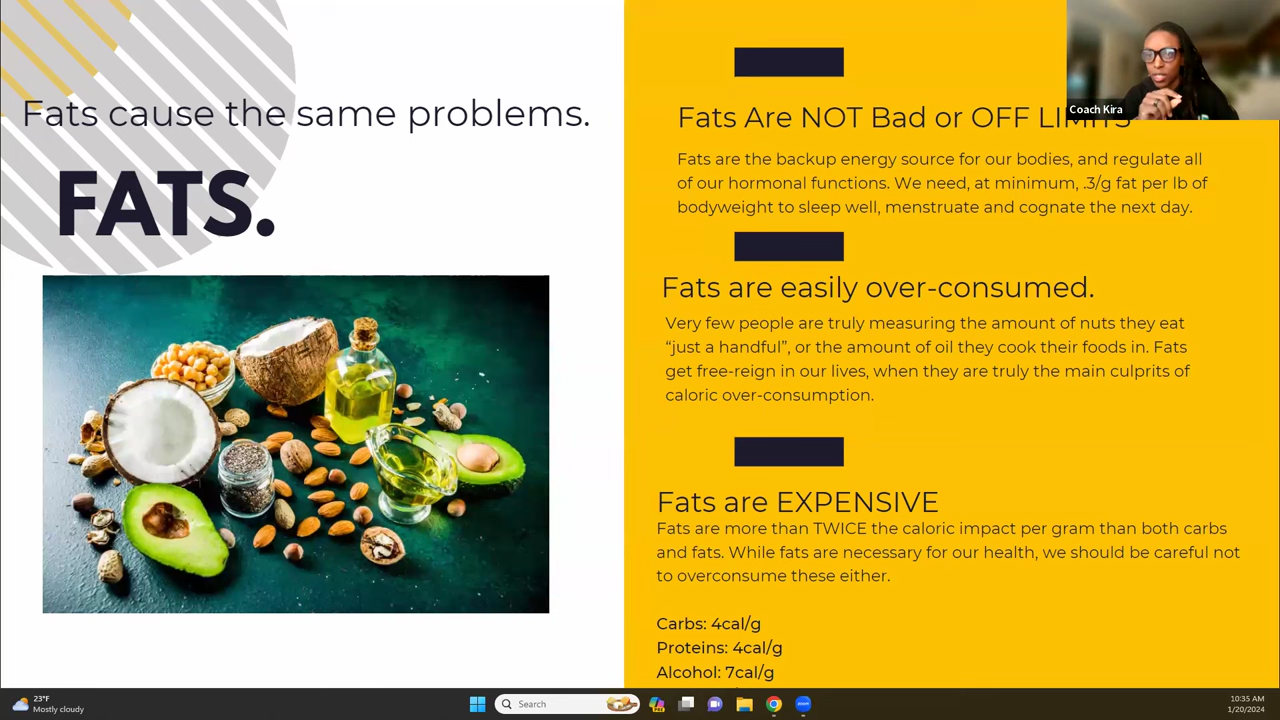 Fats cause the same problems.
FATS.
Coach Kira
Fats Are NOT Bad or OFF LIMITS
Fats are the backup energy source for our bodies, and regulate all
of our hormonal functions. We need, at minimum, .3/g fat per lb of
bodyweight to sleep well, menstruate and cognate the next day.
Fats are easily over-consumed.
Very few people are truly measuring the amount of nuts they eat
“just a handful”, or the amount of oil they cook their foods in. Fats
get free-reign in our lives, when they are truly the main culprits of
caloric over-consumption.
Fats are EXPENSIVE
Fats are more than TWICE the caloric impact per gram than both carbs
and fats. While fats are necessary for our health, we should be careful not
to overconsume these either.
Carbs: 4cal/g
Proteins: 4cal/g
Alcohol: 7cal/g
23°F
Mostly cloudy
Search
10:35 AM
1/20/2024